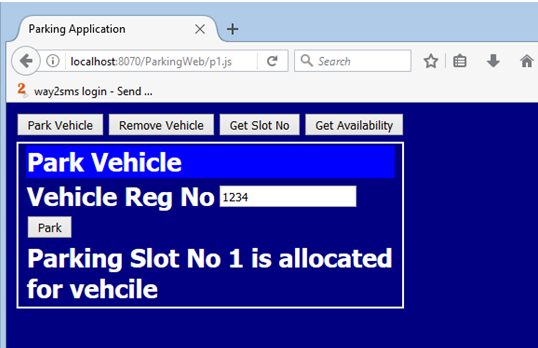 Parking Application
localhost:8070/ParkingWeb/p1.js
Search
way2sms login - Send ...
Park Vehicle Remove Vehicle Get Slot No Get Availability
Park Vehicle
Vehicle Reg No 1234
Park
Parking Slot No 1 is allocated
for vehcile